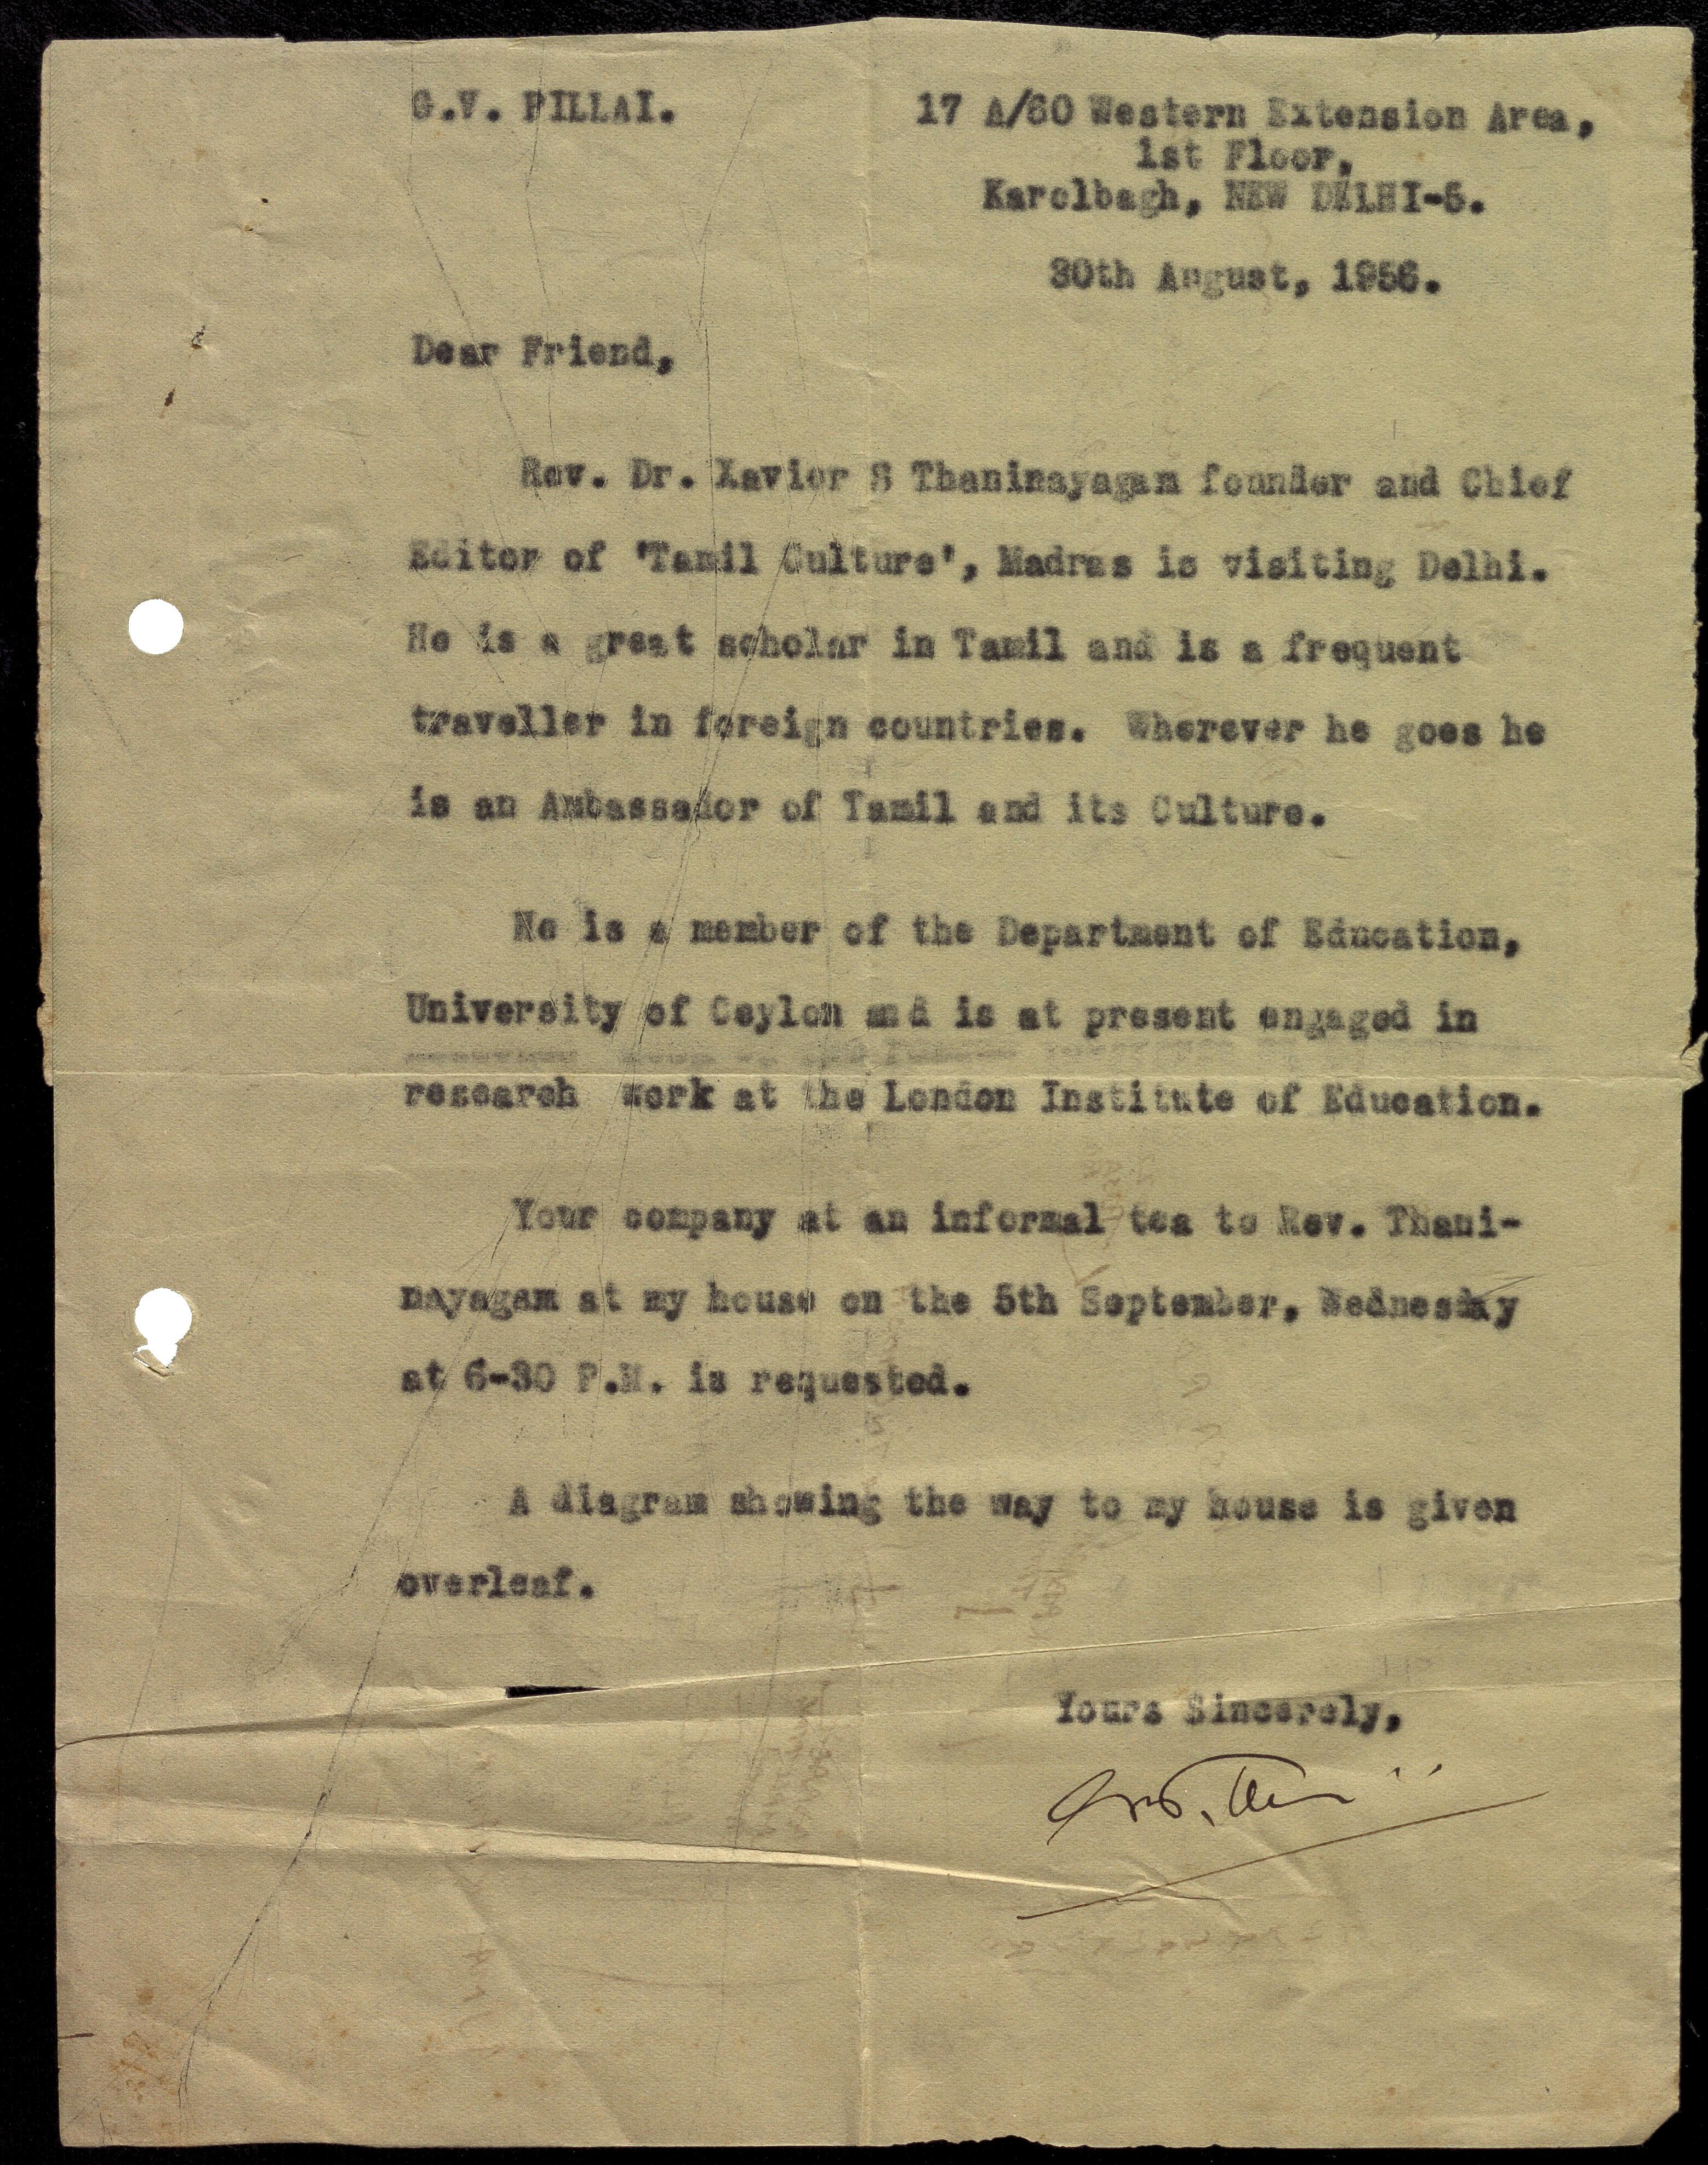 G.V. PILLAI.
17 A/60 Western Extension Area,
1st Floor,
Karolbagh, NEW DELHI-5.
30th August, 1956.
Dear Friend,
Rev. Dr. Xavier S Thaninayagam founder and Chief
Editor of 'Tamil Culture', Madras is visiting Delhi.
He is a great scholar in Tamil and is a frequent
traveller in foreign countries. Wherever he goes he
is an Ambassador of Tamil and its Culture.
He is a member of the Department of Education,
University of Ceylon and is at present engaged in
research work at the London Institute of Education.
Your company at an informal tea to Rev. Thani-
nayagam at my house on the 5th September, Wednesday
at 6-30 P.M. is requested.
A diagram showing the way to my house is given
overleaf.
Yours Sincerely,